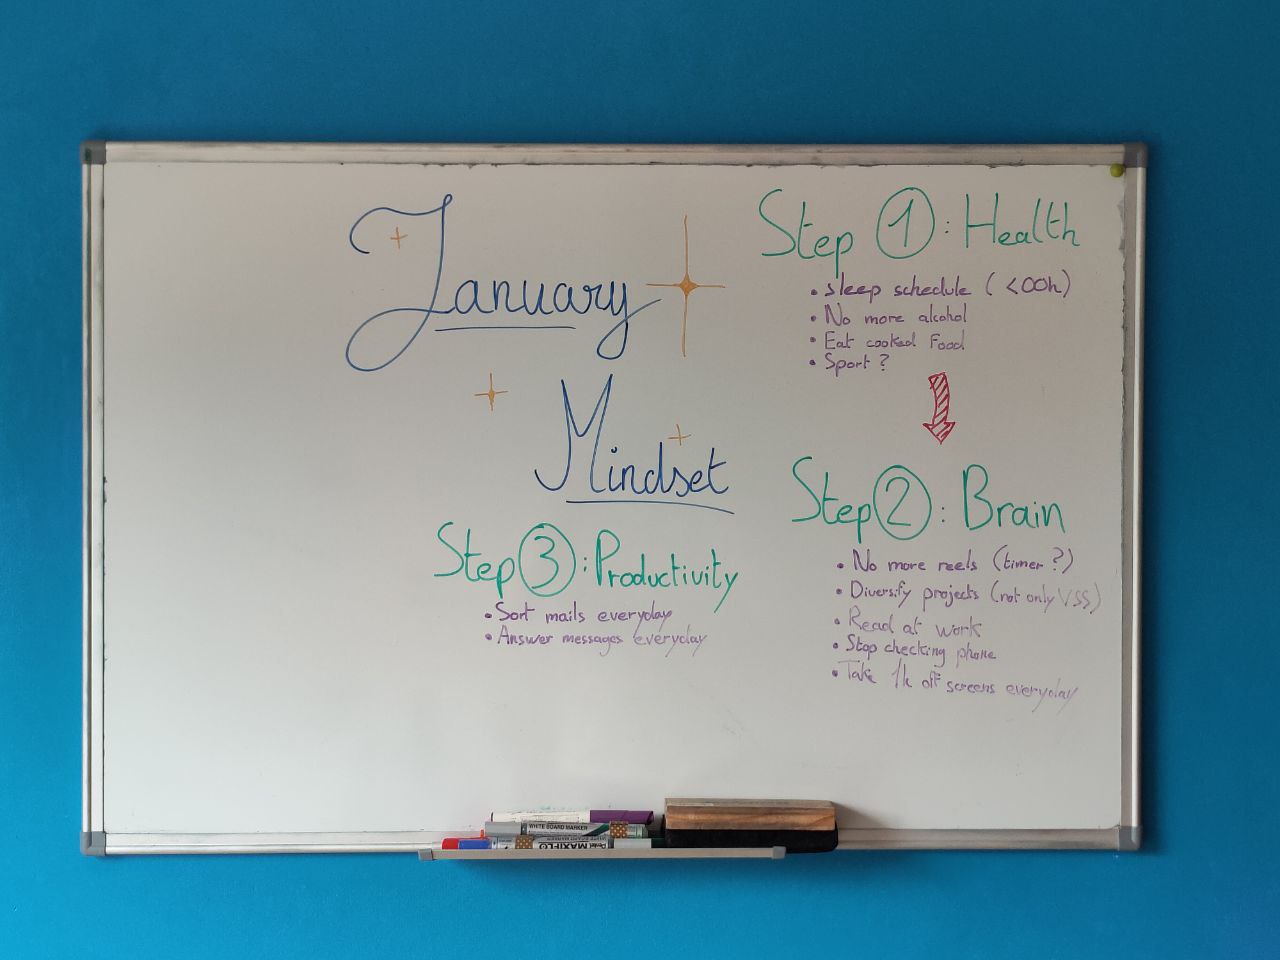 January
Mindset
Step 1 : Health
• sleep schedule ( <00h)
• No more alcohol
• Eat cooked Food
• Sport ?
Step 2 : Brain
• No more reels (timer ?)
• Diversify projects (not only VSS)
• Read at work
• Stop checking phone
• Take 1h off screens everyday
Step 3 : Productivity
• Sort mails everyday
• Answer messages everyday
WHITE BOARD MARKER
Pentel MAXIFLO